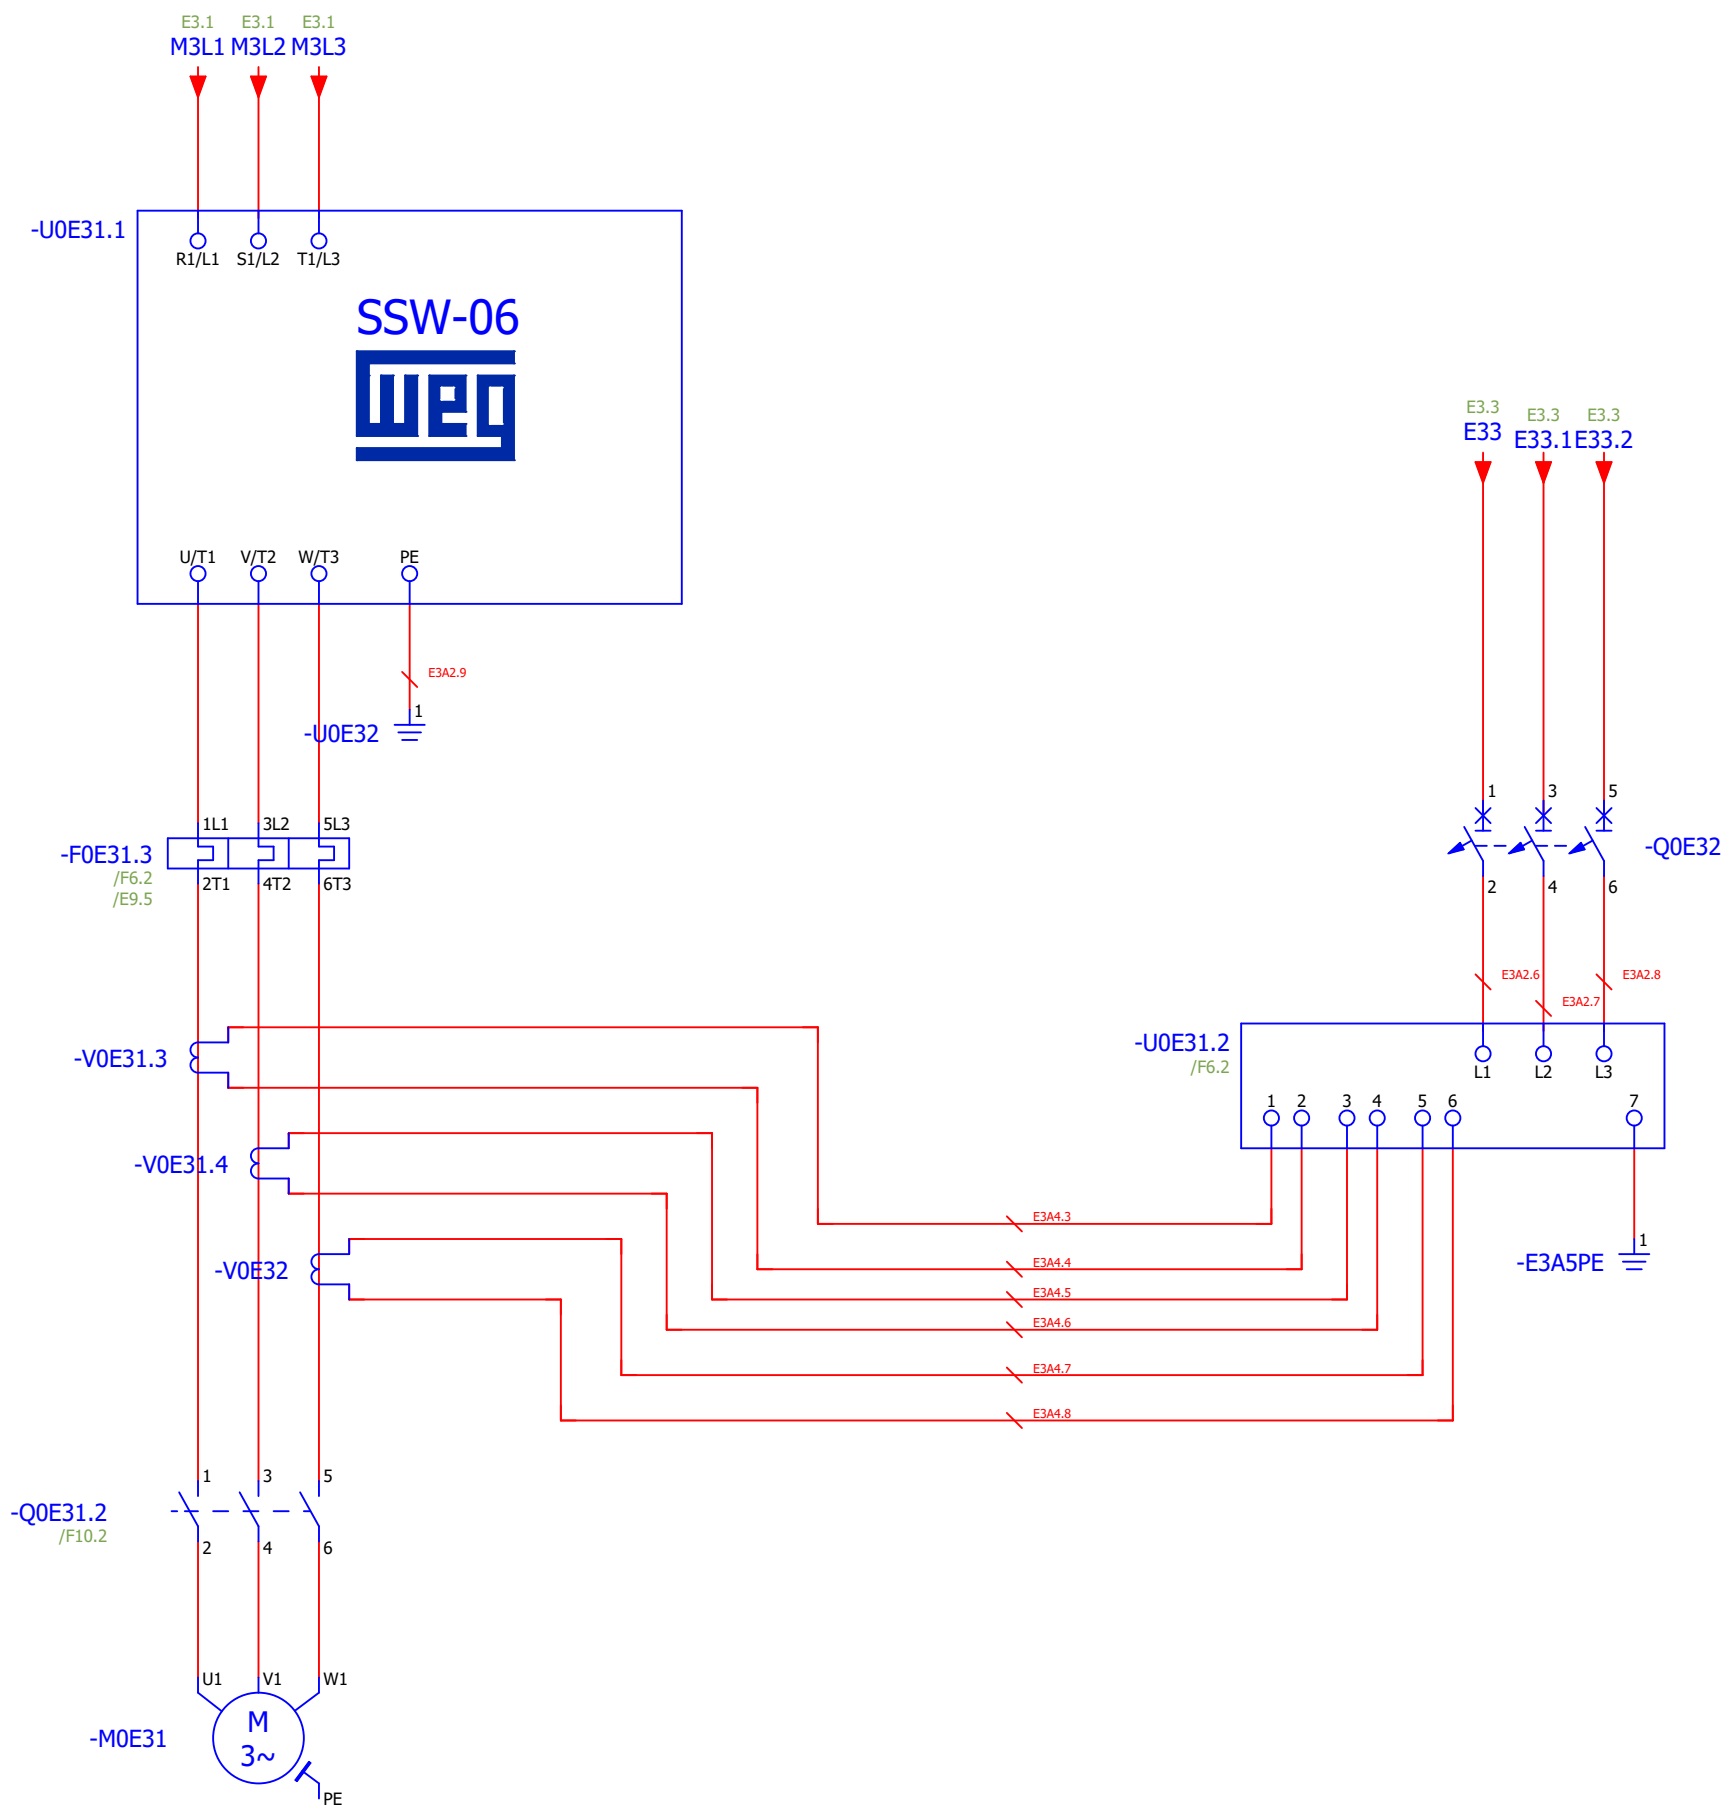 E3.1 E3.1 E3.1
M3L1 M3L2 M3L3
-U0E31.1
R1/L1 S1/L2 T1/L3
SSW-06
weg
U/T1 V/T2 W/T3 PE
E3A2.9
1
-U0E32
E3.3 E3.3 E3.3
E33 E33.1 E33.2
1 3 5
-Q0E32
2 4 6
1L1 3L2 5L3
-F0E31.3
/F6.2
/E9.5
2T1 4T2 6T3
E3A2.6 E3A2.7 E3A2.8
-V0E31.3
-U0E31.2
/F6.2
L1 L2 L3
1 2 3 4 5 6 7
-V0E31.4
-V0E32
E3A4.3
E3A4.4
E3A4.5
E3A4.6
E3A4.7
E3A4.8
1
-E3A5PE
1 3 5
-Q0E31.2
/F10.2
2 4 6
U1 V1 W1
-M0E31
M
3~
PE